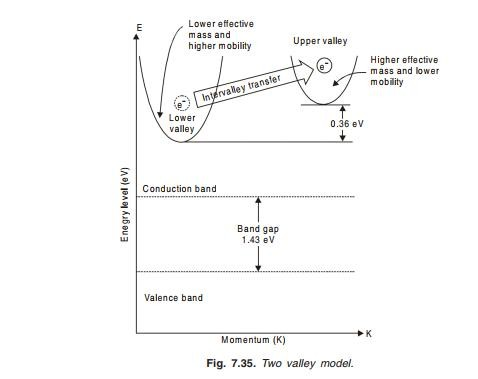 E
Lower effective
mass and
higher mobility
Upper valley
Higher effective
mass and lower
mobility
e-
Intervalley transfer
e-
Lower
valley
0.36 eV
Conduction band
Band gap
1.43 eV
Valence band
Enegry level (eV)
K
Momentum (K)
Fig. 7.35. Two valley model.